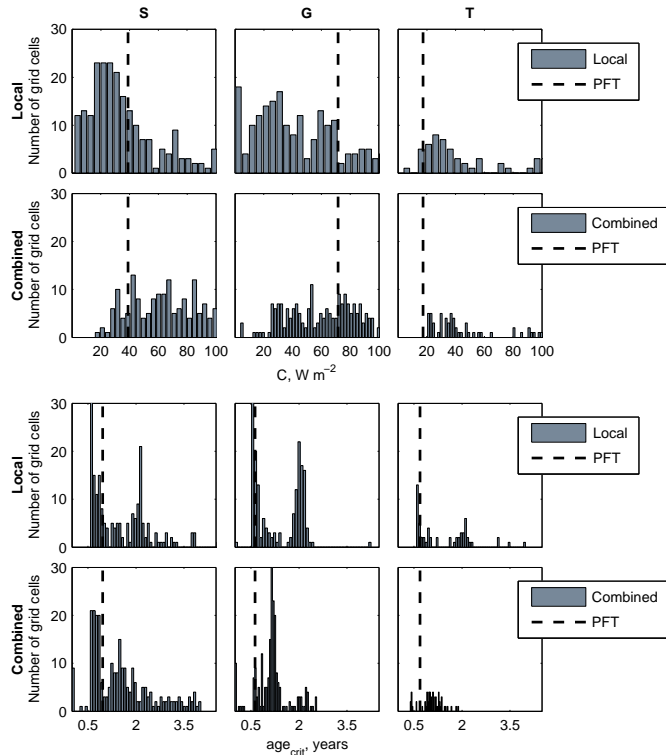 S G T
30
20
10
0
Local
Number of grid cells
Local
PFT
30
20
10
0
Combined
Number of grid cells
Combined
PFT
20 40 60 80 100
20 40 60 80 100
20 40 60 80 100
C, W m−2
30
20
10
0
Local
Number of grid cells
Local
PFT
30
20
10
0
Combined
Number of grid cells
Combined
PFT
0.5 2 3.5
0.5 2 3.5
0.5 2 3.5
agecrit, years